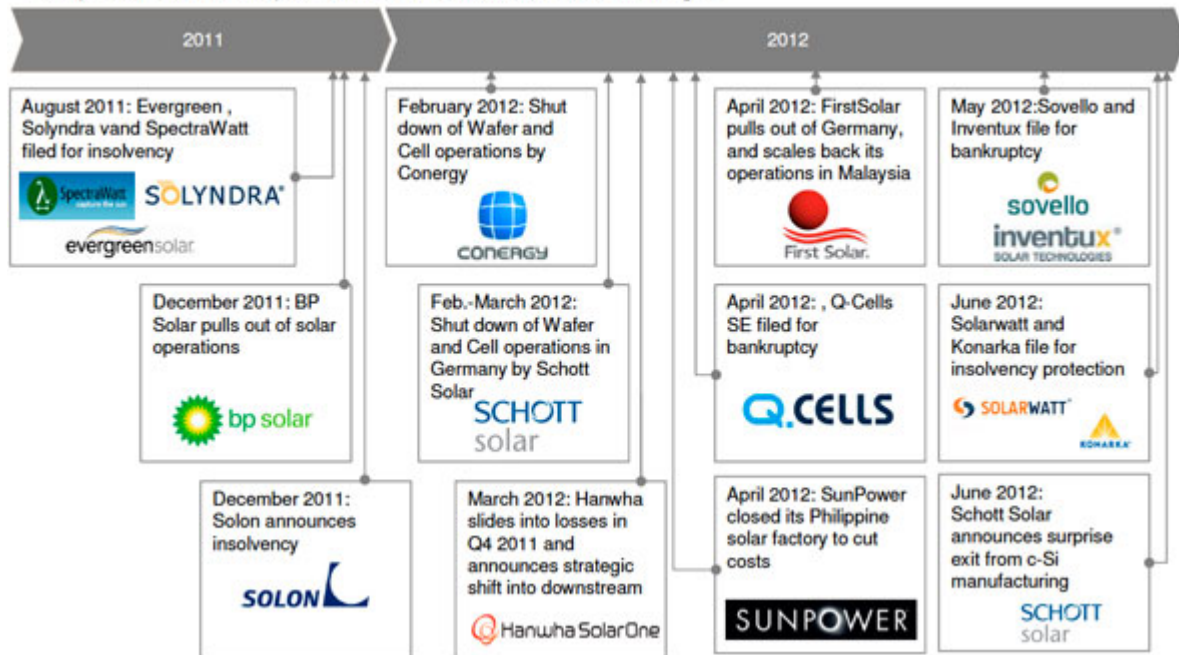 2011
2012
August 2011: Evergreen ,
Solyndra vand SpectraWatt
filed for insolvency
SpectraWatt
capture the sun
SOLYNDRA®
evergreensolar
December 2011: BP
Solar pulls out of solar
operations
bp solar
December 2011:
Solon announces
insolvency
SOLON
February 2012: Shut
down of Wafer and
Cell operations by
Conergy
CONERGY
Feb.-March 2012:
Shut down of Wafer
and Cell operations in
Germany by Schott
Solar
SCHOTT
solar
March 2012: Hanwha
slides into losses in
Q4 2011 and
announces strategic
shift into downstream
Hanwha SolarOne
April 2012: FirstSolar
pulls out of Germany,
and scales back its
operations in Malaysia
First Solar.
April 2012: , Q-Cells
SE filed for
bankruptcy
Q.CELLS
April 2012: SunPower
closed its Philippine
solar factory to cut
costs
SUNPOWER
May 2012:Sovello and
Inventux file for
bankruptcy
sovello
inventux®
SOLAR TECHNOLOGIES
June 2012:
Solarwatt and
Konarka file for
insolvency protection
SOLARWATT
KONARKA
June 2012:
Schott Solar
announces surprise
exit from c-Si
manufacturing
SCHOTT
solar